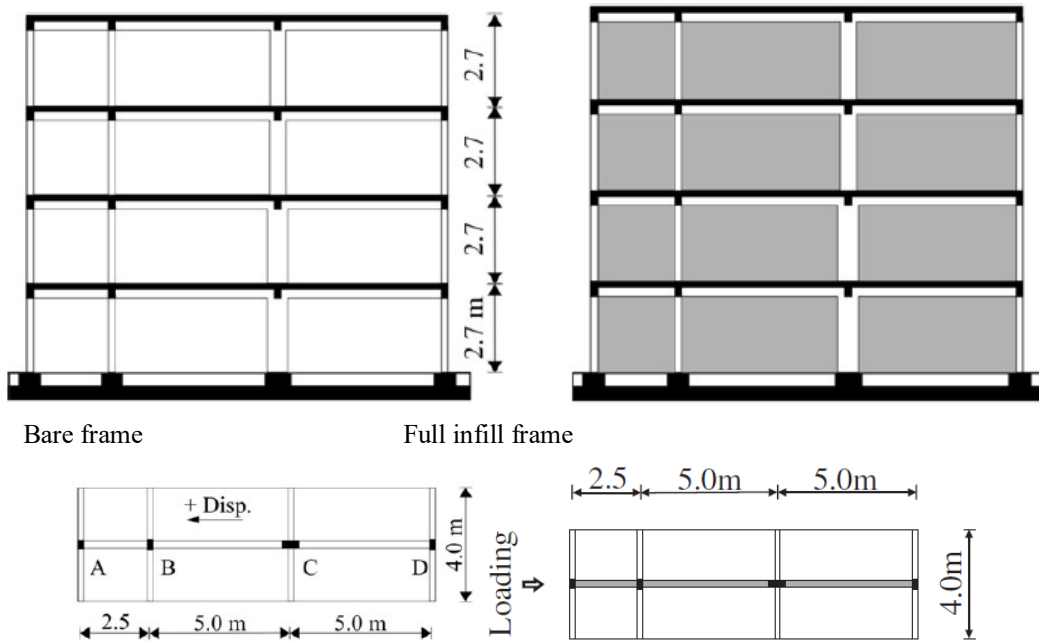 2.7
2.7
2.7
2.7 m
Bare frame
Full infill frame
+ Disp.
A
B
C
D
4.0 m
2.5
5.0 m
5.0 m
2.5
5.0m
5.0m
Loading
4.0m